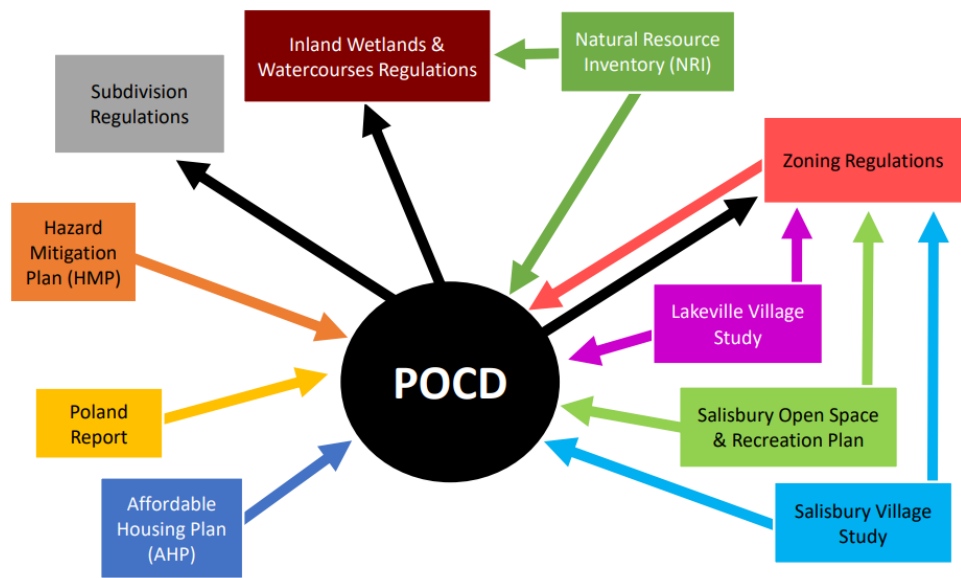 Inland Wetlands &
Watercourses Regulations
Natural Resource
Inventory (NRI)
Subdivision
Regulations
Zoning Regulations
Hazard
Mitigation
Plan (HMP)
Lakeville Village
Study
POCD
Poland
Report
Salisbury Open Space
& Recreation Plan
Affordable
Housing Plan
(AHP)
Salisbury Village
Study